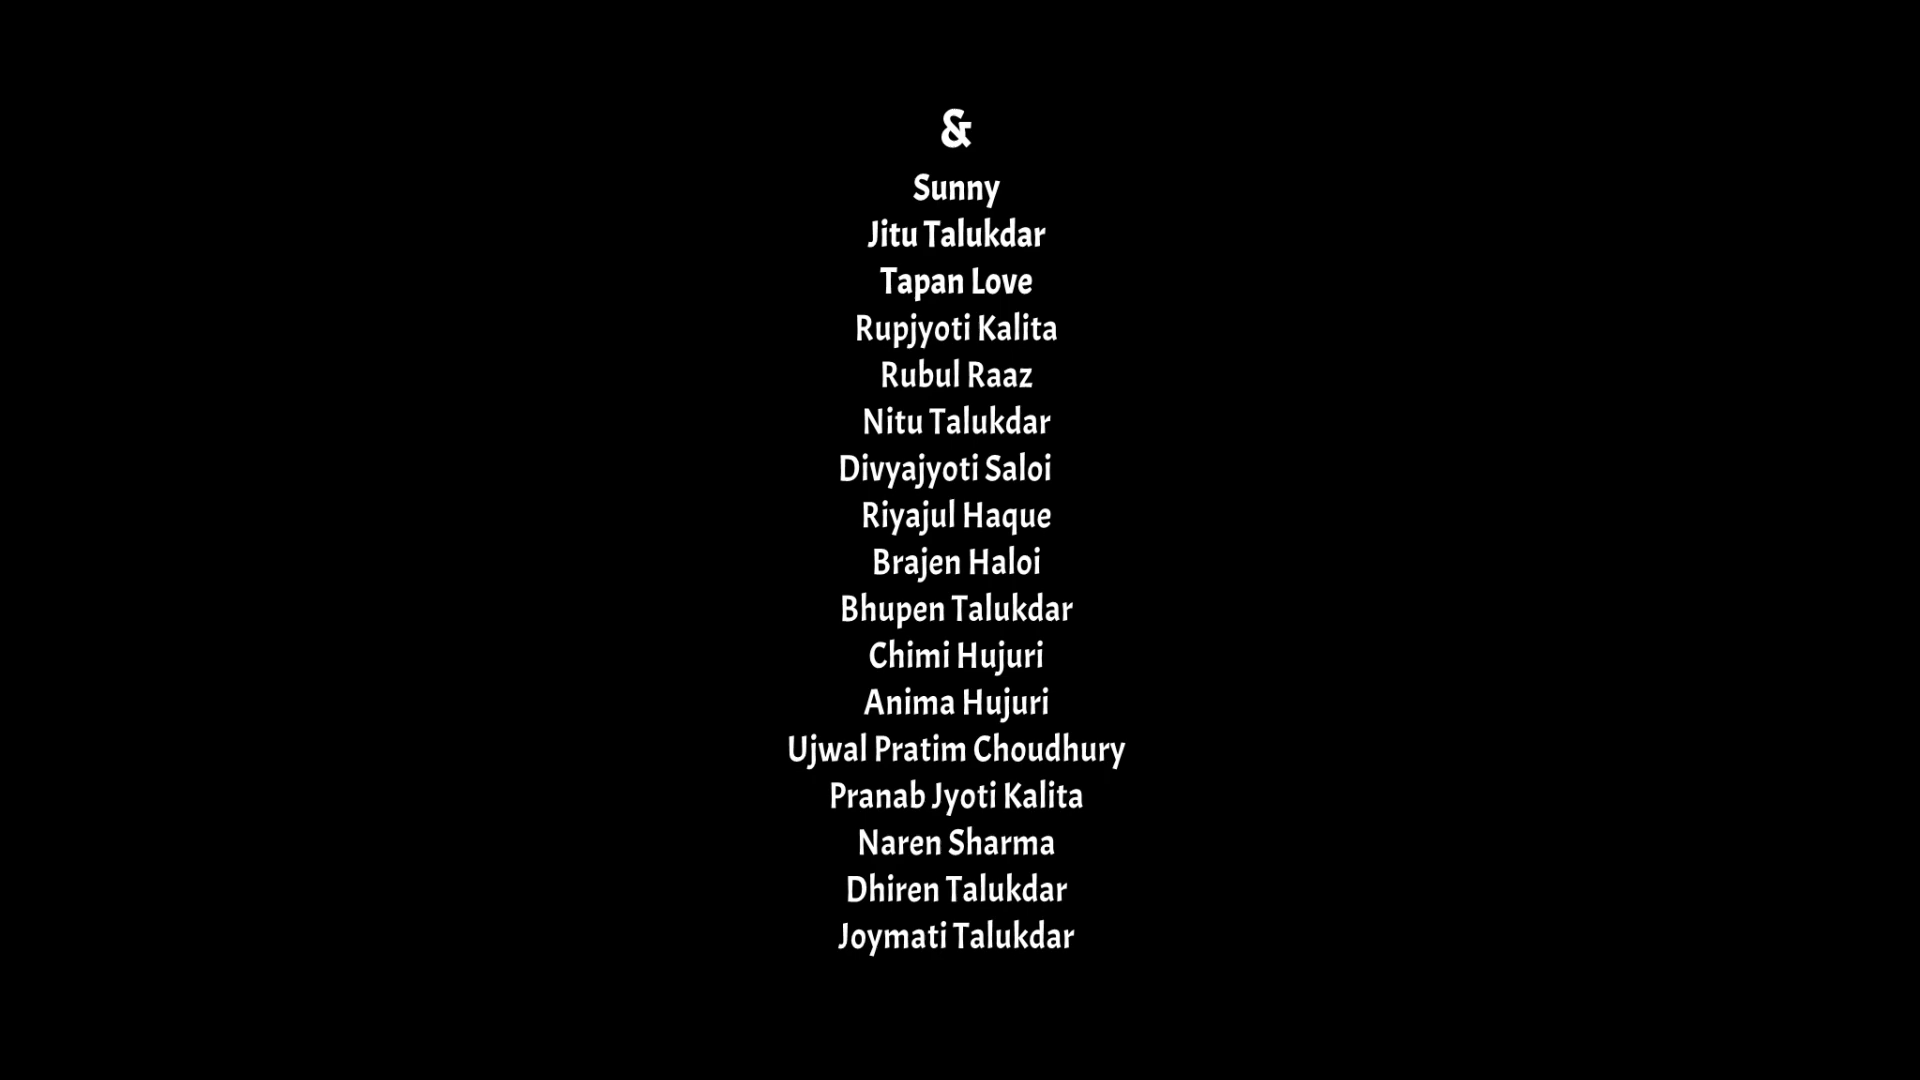 &
Sunny
Jitu Talukdar
Tapan Love
Rupjyoti Kalita
Rubul Raaz
Nitu Talukdar
Divyajyoti Saloi
Riyajul Haque
Brajen Haloi
Bhupen Talukdar
Chimi Hujuri
Anima Hujuri
Ujwal Pratim Choudhury
Pranab Jyoti Kalita
Naren Sharma
Dhiren Talukdar
Joymati Talukdar